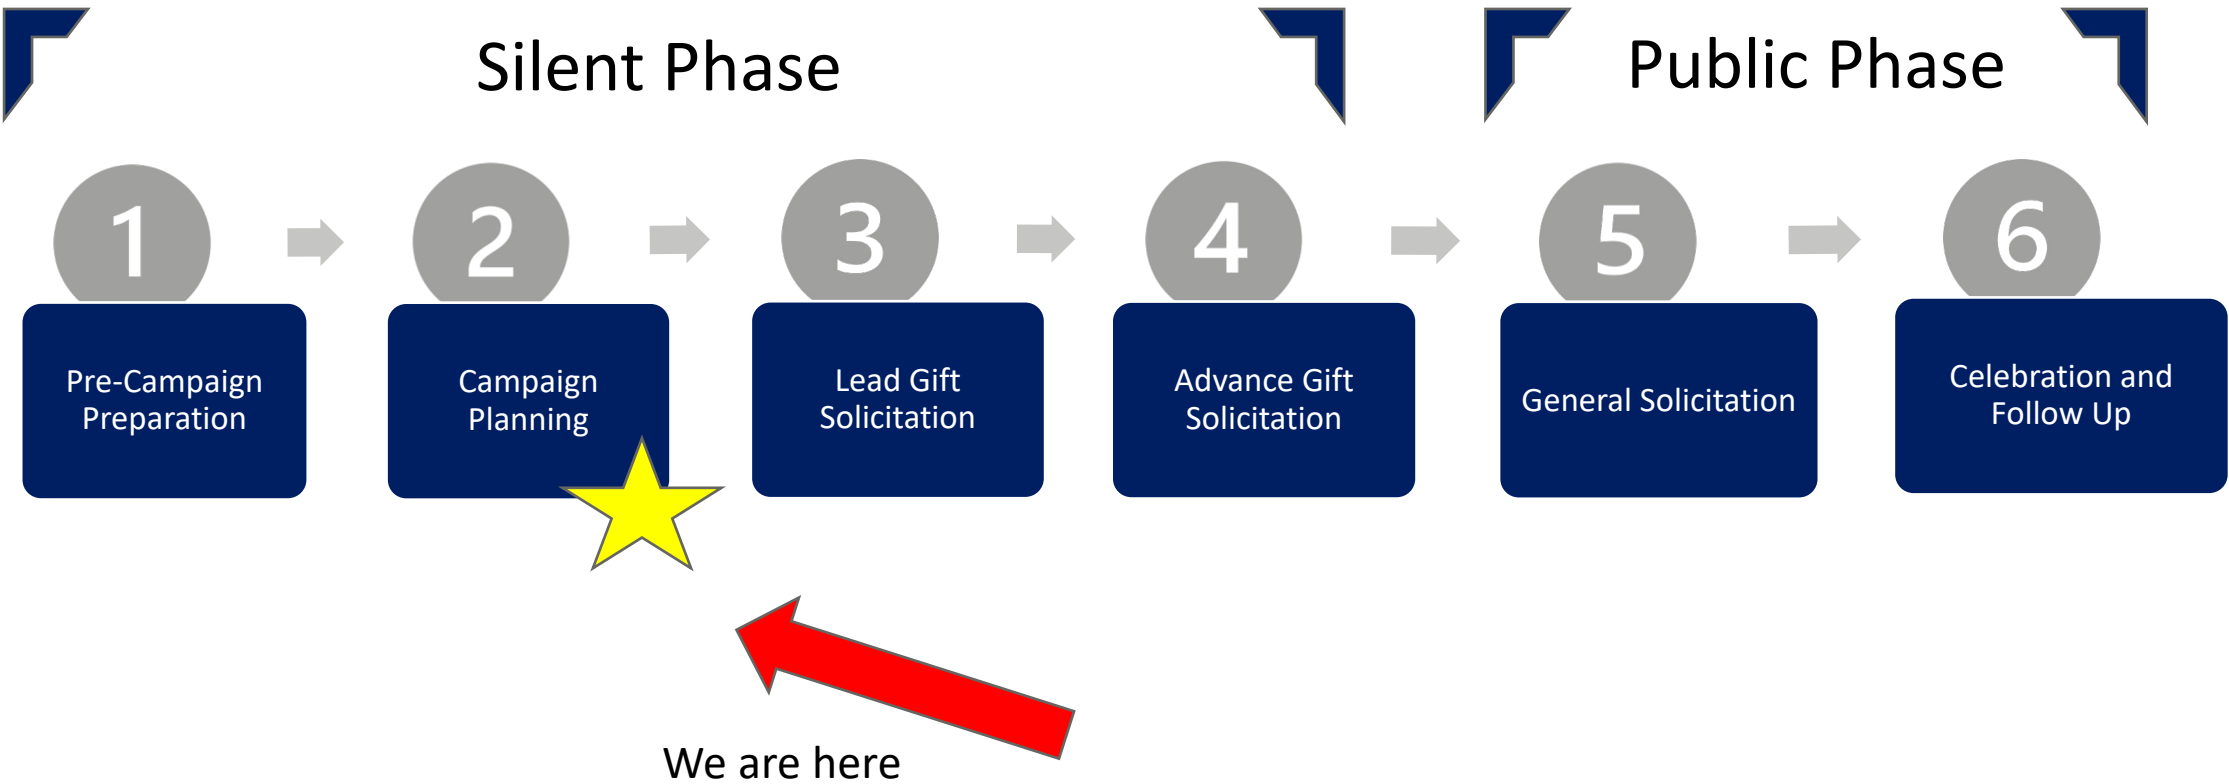 Silent Phase
Public Phase
1
2
3
4
5
6
Pre-Campaign
Preparation
Campaign
Planning
Lead Gift
Solicitation
Advance Gift
Solicitation
General Solicitation
Celebration and
Follow Up
We are here